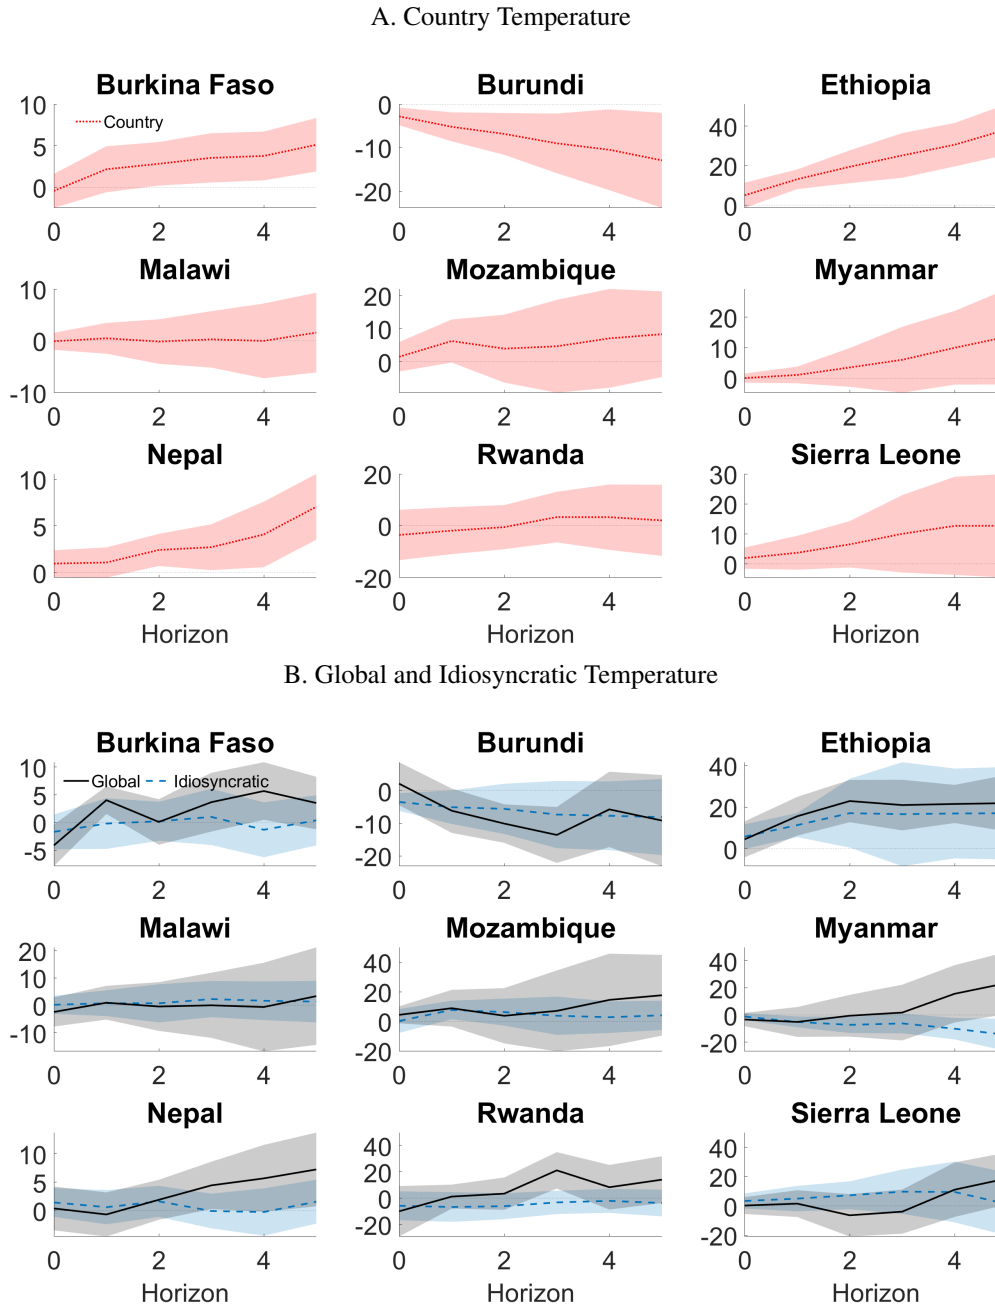 A. Country Temperature
Burkina Faso Burundi Ethiopia
10 0 40
Country
5 -10 20
0 -20 0
0 2 4 0 2 4 0 2 4
Malawi Mozambique Myanmar
10 20 20
0 10 10
-10 0 0
0 2 4 0 2 4 0 2 4
Nepal Rwanda Sierra Leone
10 20 30
5 0 20
0 -20 10
0
0 2 4 0 2 4 0 2 4
Horizon Horizon Horizon
B. Global and Idiosyncratic Temperature
Burkina Faso Burundi Ethiopia
10 0 40
Global Idiosyncratic
5 -10 20
0 -20 0
-5
0 2 4 0 2 4 0 2 4
Malawi Mozambique Myanmar
20 40 40
10 20 20
0 0 0
-10 -20 -20
0 2 4 0 2 4 0 2 4
Nepal Rwanda Sierra Leone
10 40 40
5 20 20
0 0 0
-20 -20
0 2 4 0 2 4 0 2 4
Horizon Horizon Horizon